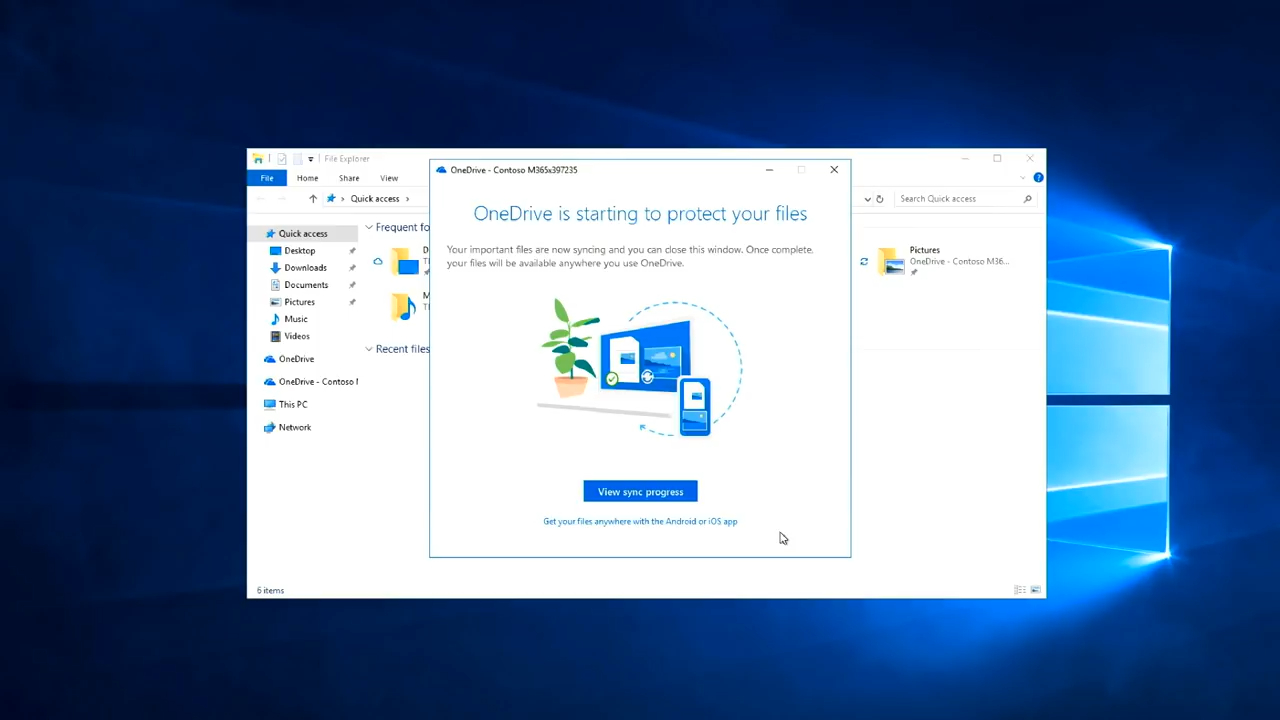 File Explorer
File Home Share View
Quick access
Search Quick access
OneDrive - Contoso M365x397235
OneDrive is starting to protect your files
Your important files are now syncing and you can close this window. Once complete,
your files will be available anywhere you use OneDrive.
View sync progress
Get your files anywhere with the Android or iOS app
Quick access
Desktop
Downloads
Documents
Pictures
Music
Videos
OneDrive
OneDrive - Contoso
This PC
Network
Frequent fo
Recent files
Pictures
OneDrive - Contoso M36...
6 items